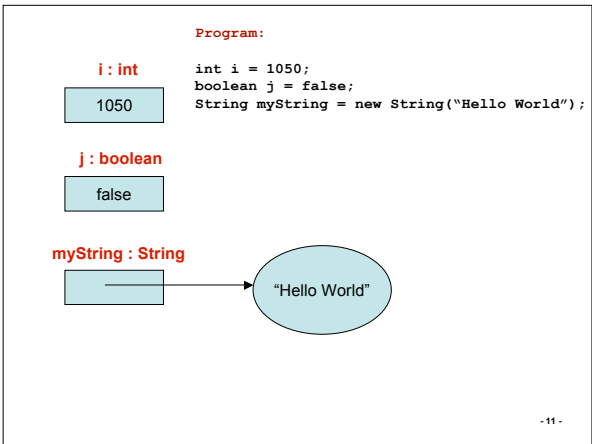 Program:
int i = 1050;
boolean j = false;
String myString = new String(“Hello World”);
i : int
1050
j : boolean
false
myString : String
“Hello World”
- 11 -